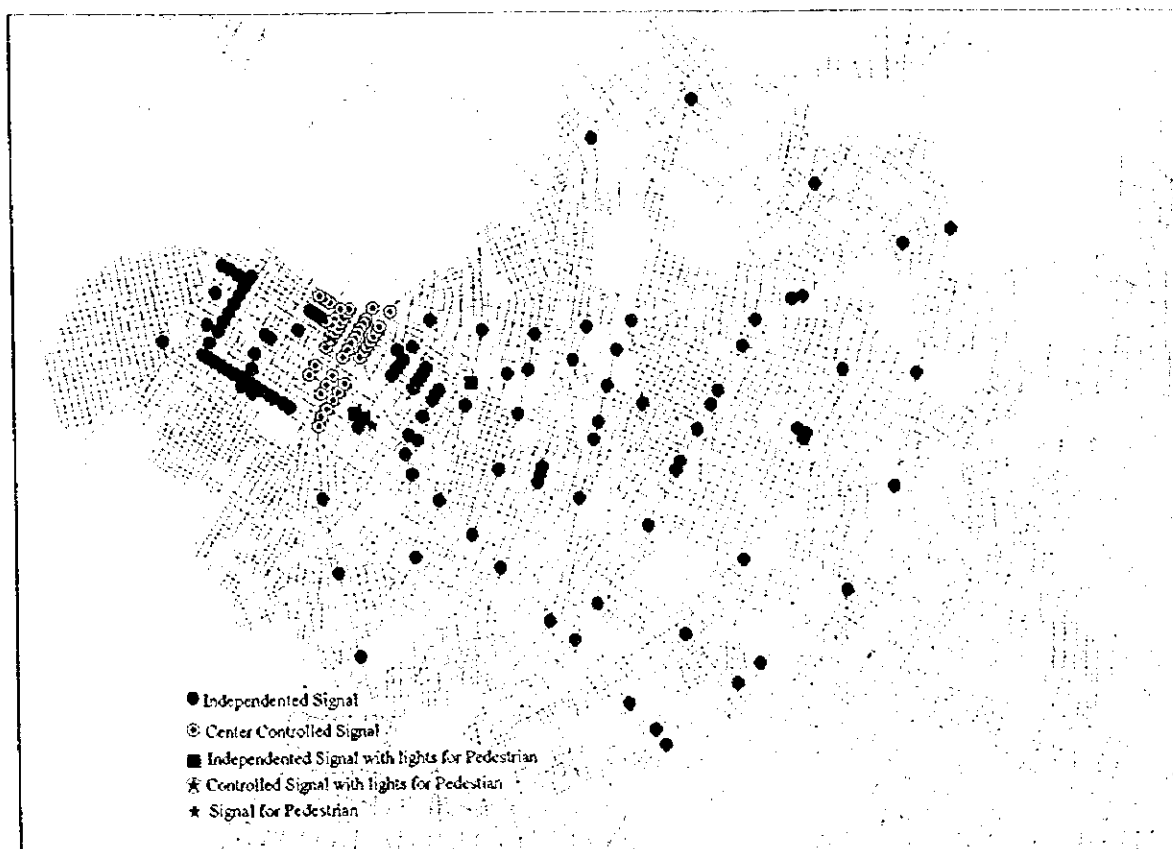 Independented Signal
Center Controlled Signal
Independented Signal with lights for Pedestrian
Controlled Signal with lights for Pedestian
Signal for Pedestrian